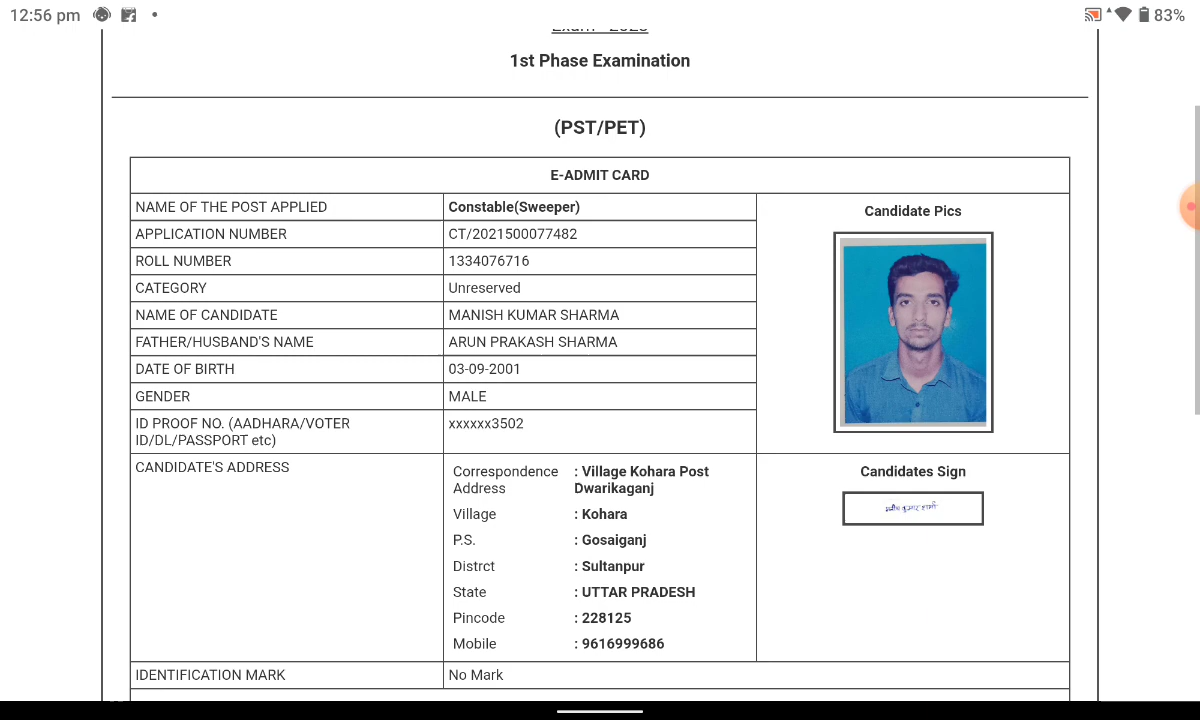 12:56 pm
83%
1st Phase Examination
(PST/PET)
E-ADMIT CARD
NAME OF THE POST APPLIED Constable(Sweeper)
Candidate Pics
APPLICATION NUMBER CT/2021500077482
ROLL NUMBER 1334076716
CATEGORY Unreserved
NAME OF CANDIDATE MANISH KUMAR SHARMA
FATHER/HUSBAND'S NAME ARUN PRAKASH SHARMA
DATE OF BIRTH 03-09-2001
GENDER MALE
ID PROOF NO. (AADHARA/VOTER
ID/DL/PASSPORT etc) xxxxxx3502
CANDIDATE'S ADDRESS
Correspondence : Village Kohara Post
Address Dwarikaganj
Village : Kohara
P.S. : Gosaiganj
Distrct : Sultanpur
State : UTTAR PRADESH
Pincode : 228125
Mobile : 9616999686
Candidates Sign
IDENTIFICATION MARK No Mark